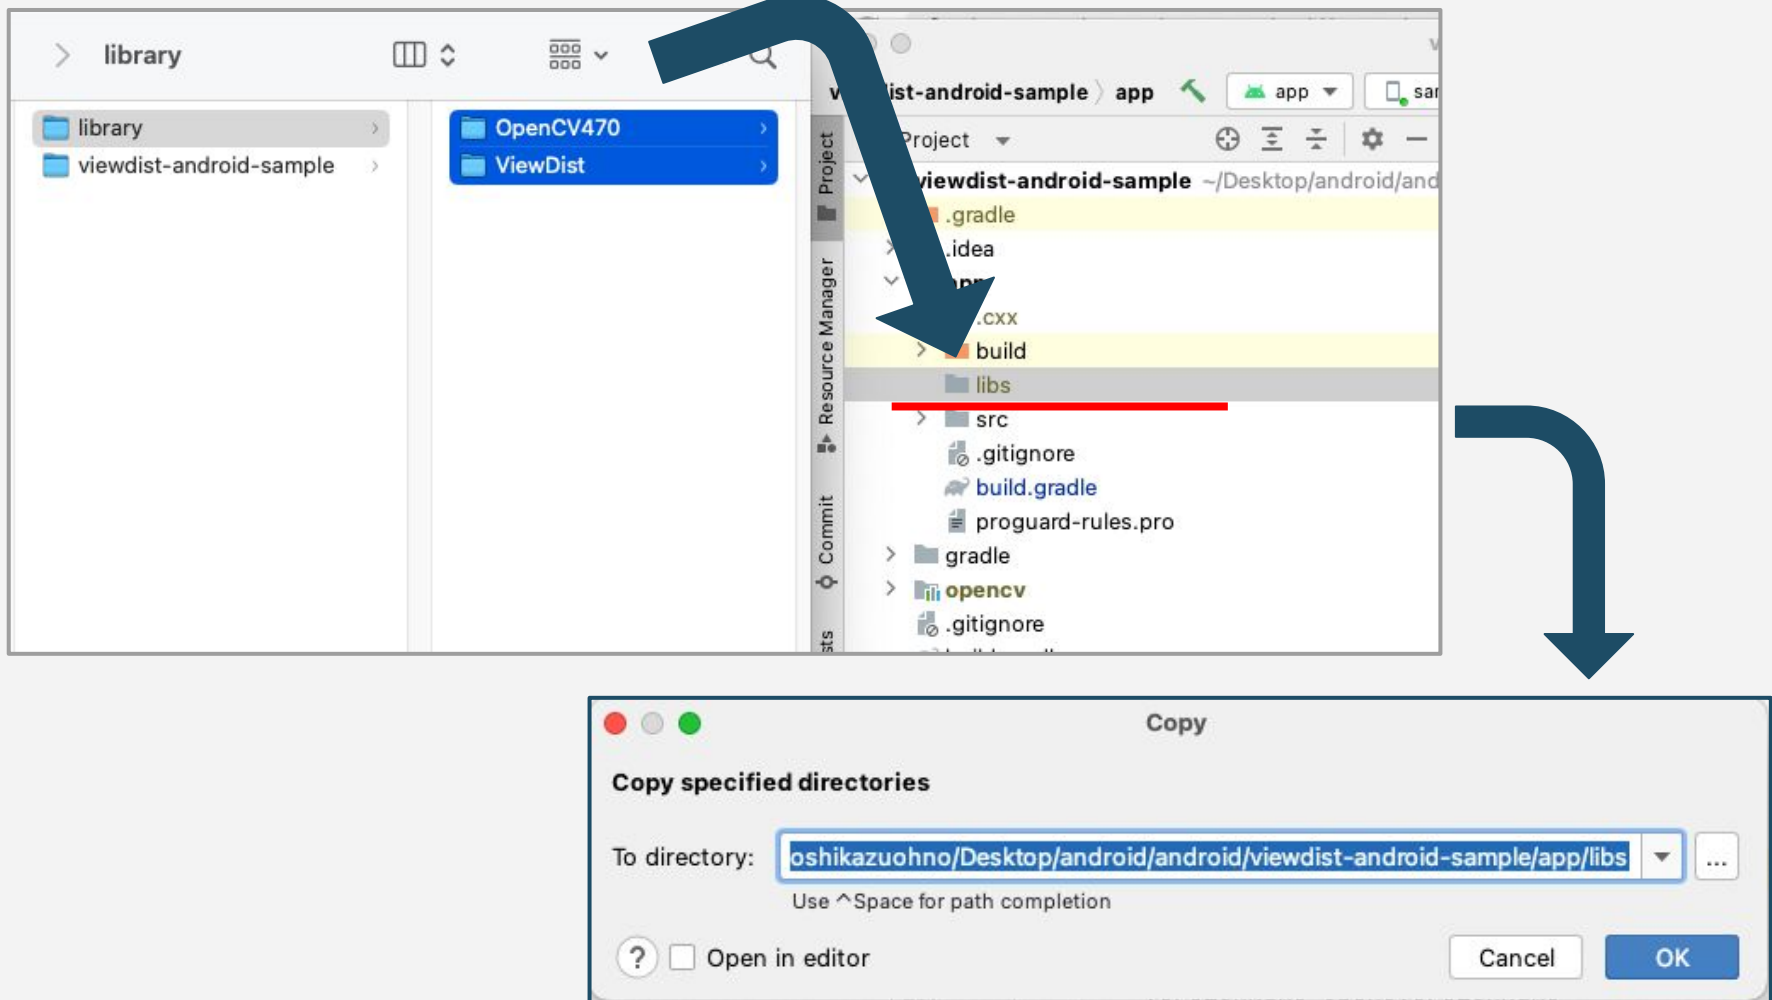 library
library
viewdist-android-sample
OpenCV470
ViewDist
ist-android-sample
app
app
Project
viewdist-android-sample ~/Desktop/android/
.gradle
.idea
.cxx
build
libs
src
.gitignore
build.gradle
proguard-rules.pro
gradle
opencv
.gitignore
Project
Resource Manager
Commit
Copy
Copy specified directories
To directory:
oshikazuohno/Desktop/android/android/viewdist-android-sample/app/libs
...
Use ^Space for path completion
?
Open in editor
Cancel
OK